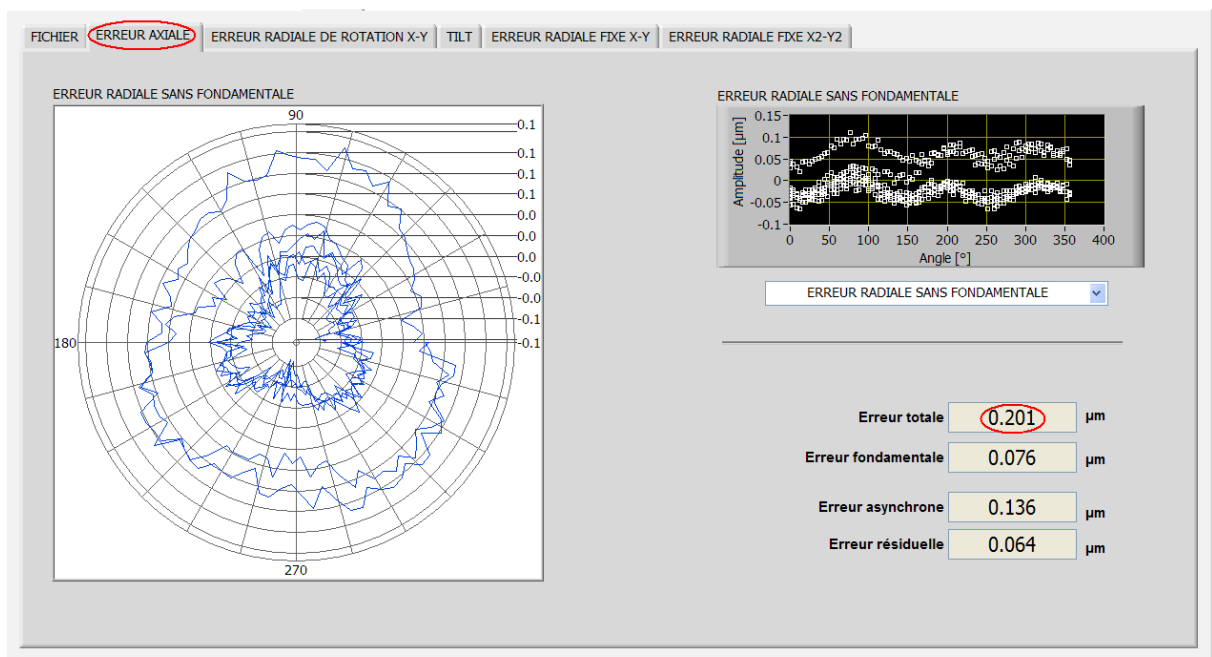 FICHIER ERREUR AXIALE ERREUR RADIALE DE ROTATION X-Y TILT ERREUR RADIALE FIXE X-Y ERREUR RADIALE FIXE X2-Y2
ERREUR RADIALE SANS FONDAMENTALE
90
0.1
0.1
0.1
0.1
0.0
0.0
0.0
-0.0
-0.0
-0.1
-0.1
180
270
ERREUR RADIALE SANS FONDAMENTALE
Amplitude [µm]
0.15
0.1
0.05
0
-0.05
-0.1
0 50 100 150 200 250 300 350 400
Angle [°]
ERREUR RADIALE SANS FONDAMENTALE
Erreur totale 0.201 µm
Erreur fondamentale 0.076 µm
Erreur asynchrone 0.136 µm
Erreur résiduelle 0.064 µm